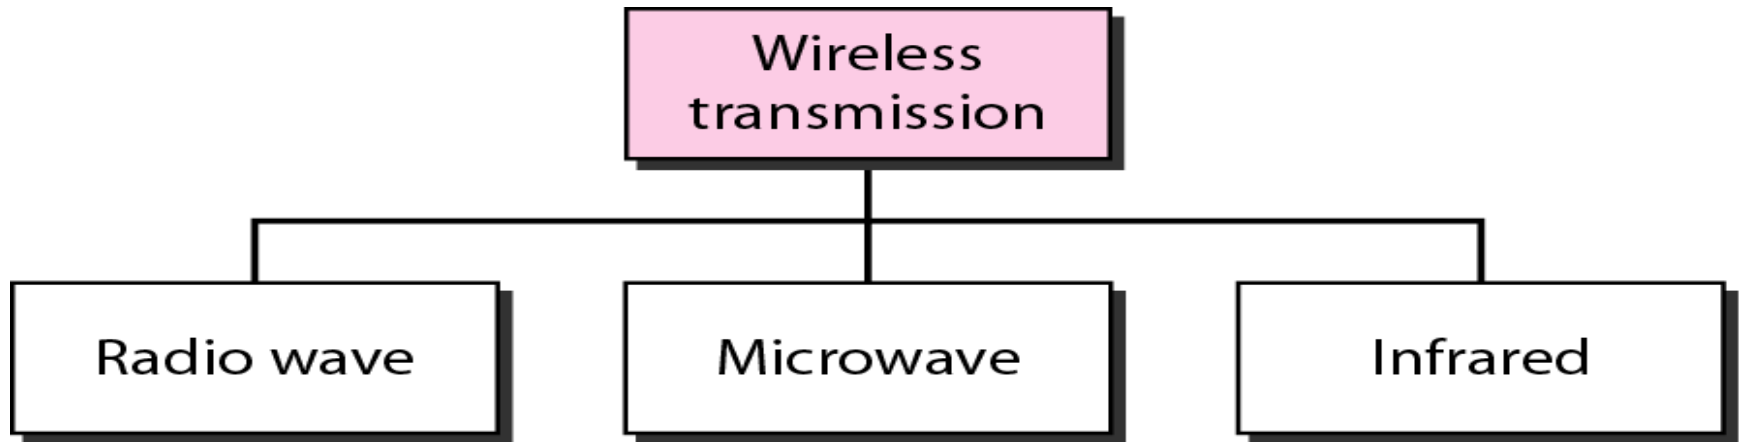 Wireless
transmission
Radio wave
Microwave
Infrared